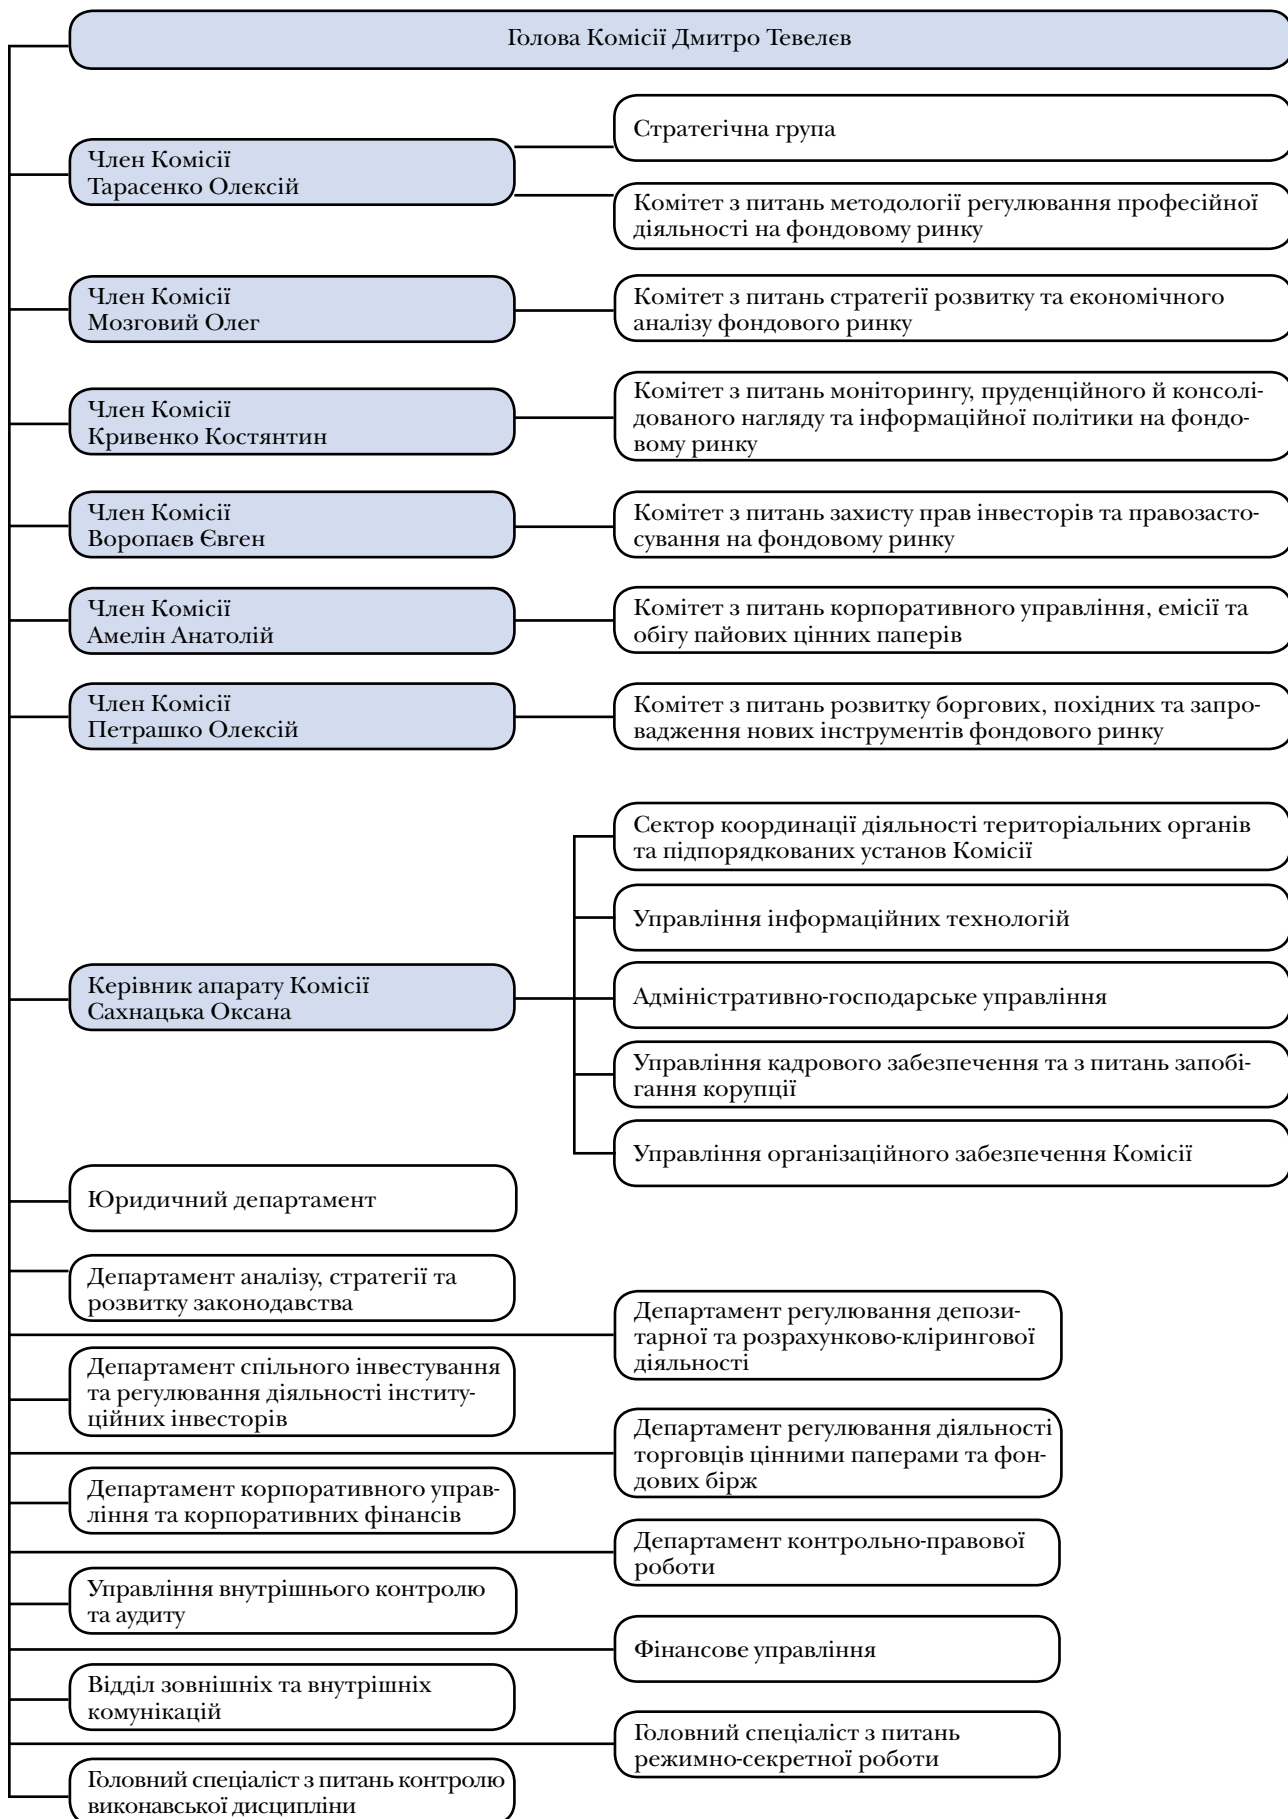 Голова Комісії Дмитро Тевелєв
Стратегічна група
Член Комісії
Тарасенко Олексій
Комітет з питань методології регулювання професійної
діяльності на фондовому ринку
Член Комісії
Мозговий Олег
Комітет з питань стратегії розвитку та економічного
аналізу фондового ринку
Член Комісії
Кривенко Костянтин
Комітет з питань моніторингу, пруденційного й консолі-
дованого нагляду та інформаційної політики на фондо-
вому ринку
Член Комісії
Воропаєв Євген
Комітет з питань захисту прав інвесторів та правозасто-
сування на фондовому ринку
Член Комісії
Амелін Анатолій
Комітет з питань корпоративного управління, емісії та
обігу пайових цінних паперів
Член Комісії
Петрашко Олексій
Комітет з питань розвитку боргових, похідних та запро-
вадження нових інструментів фондового ринку
Керівник апарату Комісії
Сахнацька Оксана
Сектор координації діяльності територіальних органів
та підпорядкованих установ Комісії
Управління інформаційних технологій
Адміністративно-господарське управління
Управління кадрового забезпечення та з питань запобі-
гання корупції
Управління організаційного забезпечення Комісії
Юридичний департамент
Департамент аналізу, стратегії та
розвитку законодавства
Департамент регулювання депози-
тарної та розрахунково-клірингової
діяльності
Департамент спільного інвестування
та регулювання діяльності інститу-
ційних інвесторів
Департамент регулювання діяльності
торговців цінними паперами та фон-
дових бірж
Департамент корпоративного управ-
ління та корпоративних фінансів
Департамент контрольно-правової
роботи
Управління внутрішнього контролю
та аудиту
Фінансове управління
Відділ зовнішніх та внутрішніх
комунікацій
Головний спеціаліст з питань
режимно-секретної роботи
Головний спеціаліст з питань контролю
виконавської дисципліни